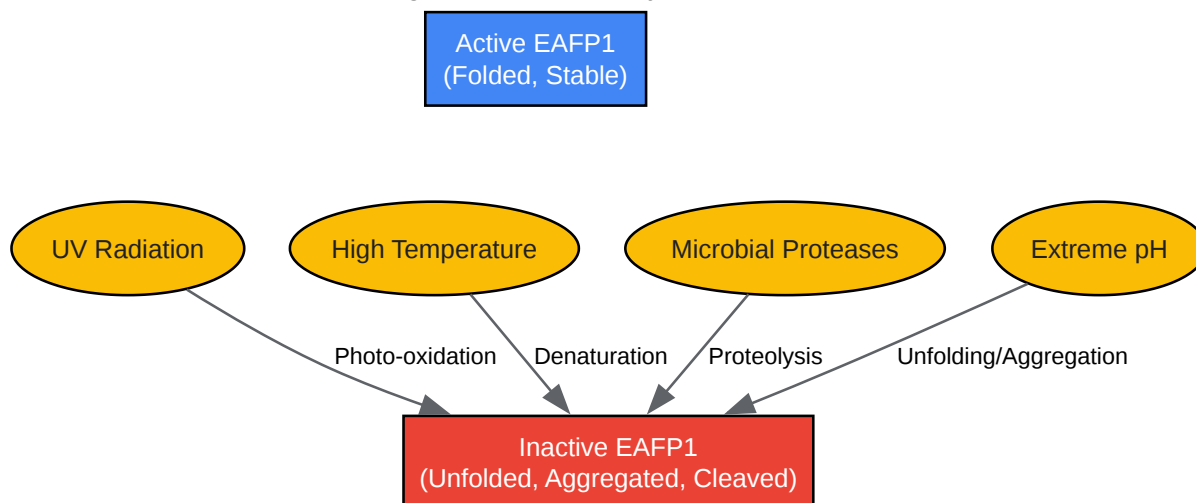 Active EAFP1
(Folded, Stable)
UV Radiation
High Temperature
Microbial Proteases
Extreme pH
Photo-oxidation
Denaturation
Proteolysis
Unfolding/Aggregation
Inactive EAFP1
(Unfolded, Aggregated, Cleaved)